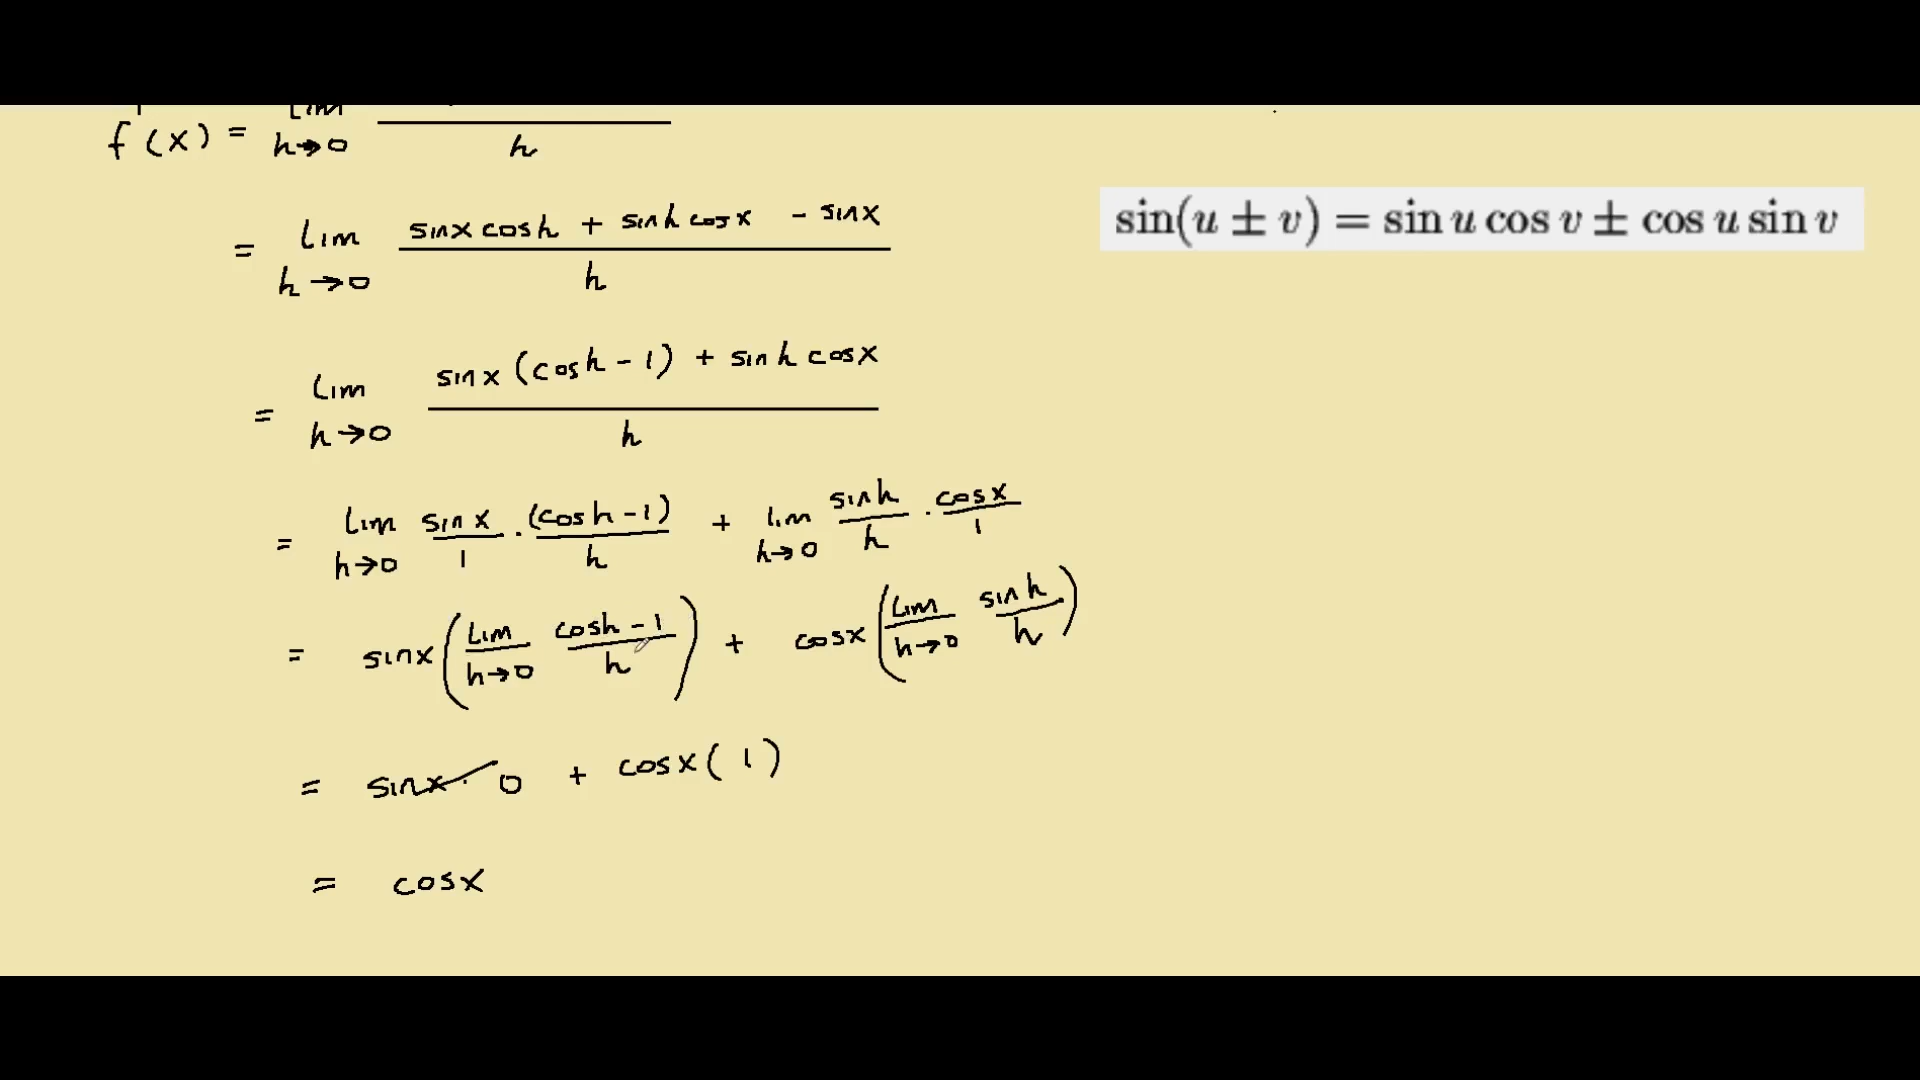 f'(x) = lim h→0 ──── h
sin(u ± v) = sin u cos v ± cos u sin v
= lim h→0 (sinx cosh + sinh cosx - sinx) / h
= lim h→0 (sinx (cosh - 1) + sinh cosx) / h
= lim h→0 sinx/1 · (cosh - 1)/h + lim h→0 sinh/h · cosx/1
= sinx (lim h→0 (cosh - 1)/h) + cosx (lim h→0 sinh/h)
= sinx · 0 + cosx ( 1 )
= cosx